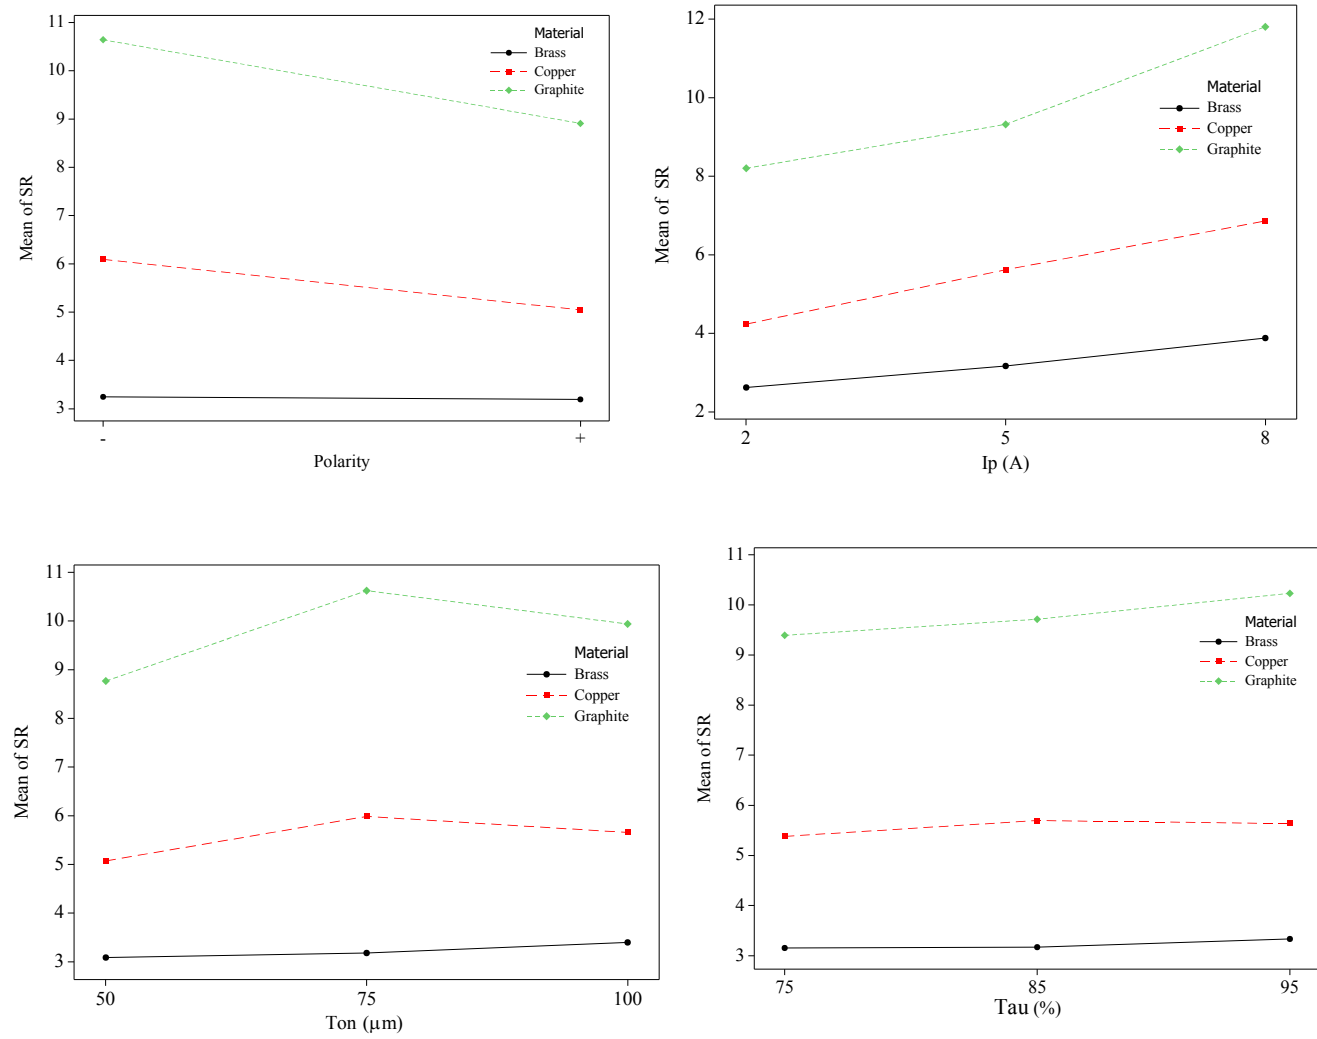 11
10
9
8
7
6
5
4
3
Mean of SR
Material
Brass
Copper
Graphite
- +
Polarity
12
10
8
6
4
2
Mean of SR
Material
Brass
Copper
Graphite
2 5 8
Ip (A)
11
10
9
8
7
6
5
4
3
Mean of SR
Material
Brass
Copper
Graphite
50 75 100
Ton (μm)
11
10
9
8
7
6
5
4
3
Mean of SR
Material
Brass
Copper
Graphite
75 85 95
Tau (%)